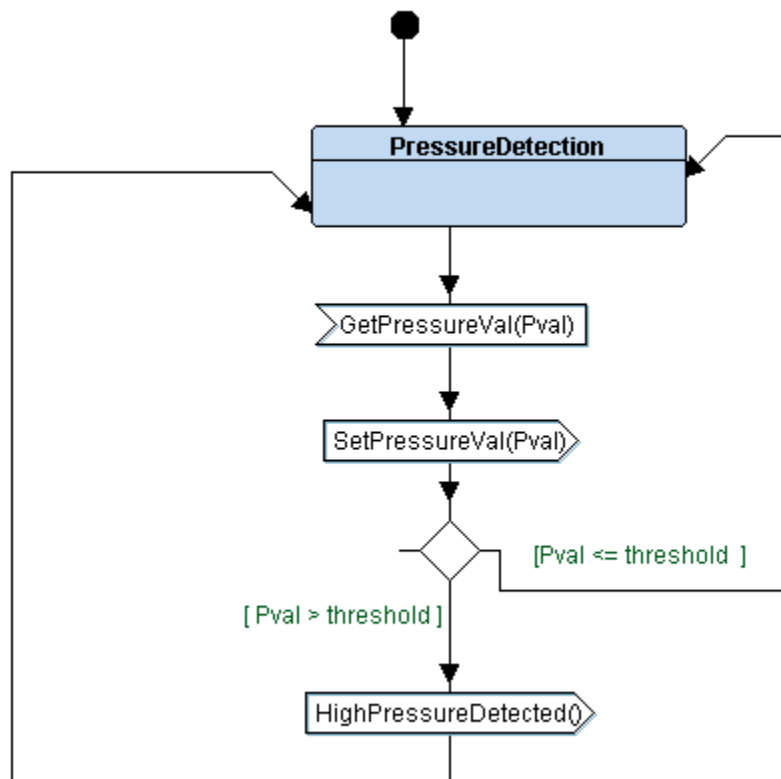 PressureDetection
GetPressureVal(Pval)
SetPressureVal(Pval)
[Pval <= threshold ]
[ Pval > threshold ]
HighPressureDetected()